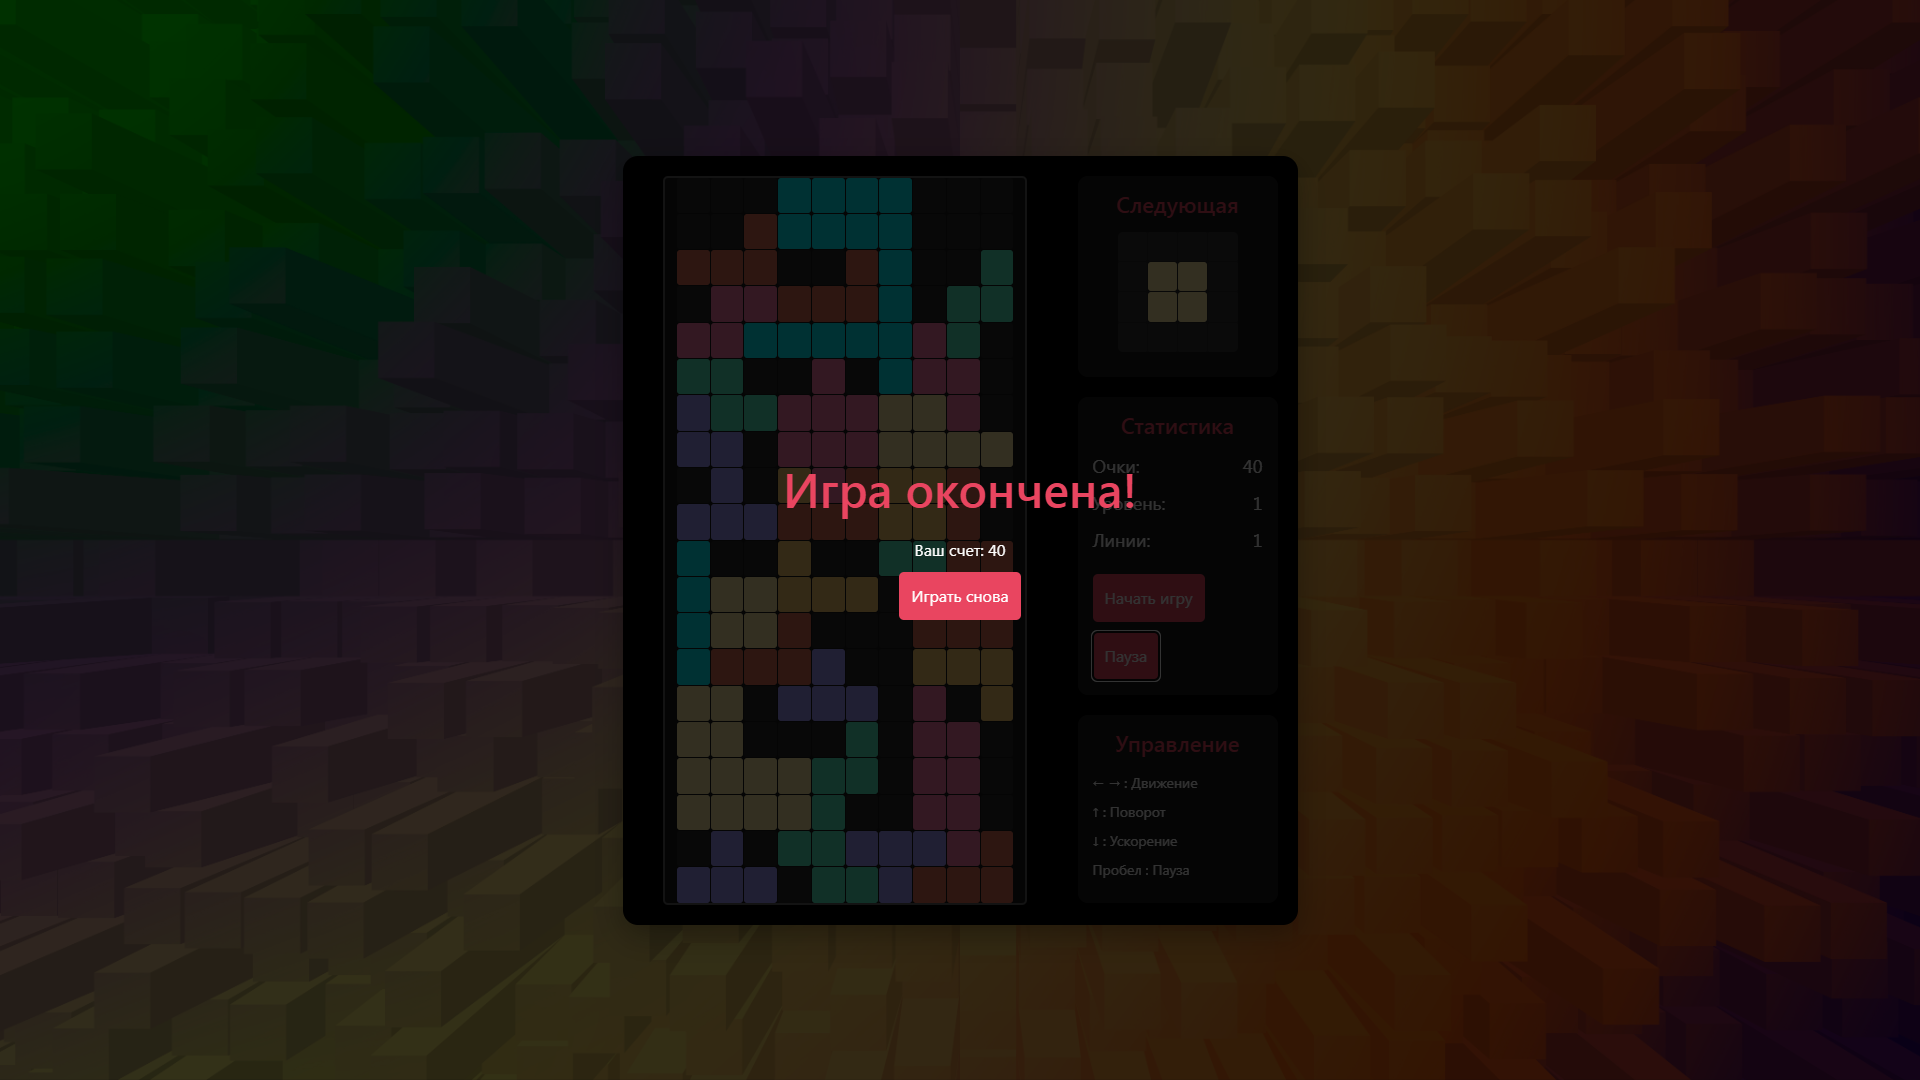 Следующая
Статистика
Очки: 40
Игра окончена!
Уровень: 1
Линии: 1
Ваш счет: 40
Играть снова
Начать игру
Пауза
Управление
← → : Движение
↑ : Поворот
↓ : Ускорение
Пробел : Пауза